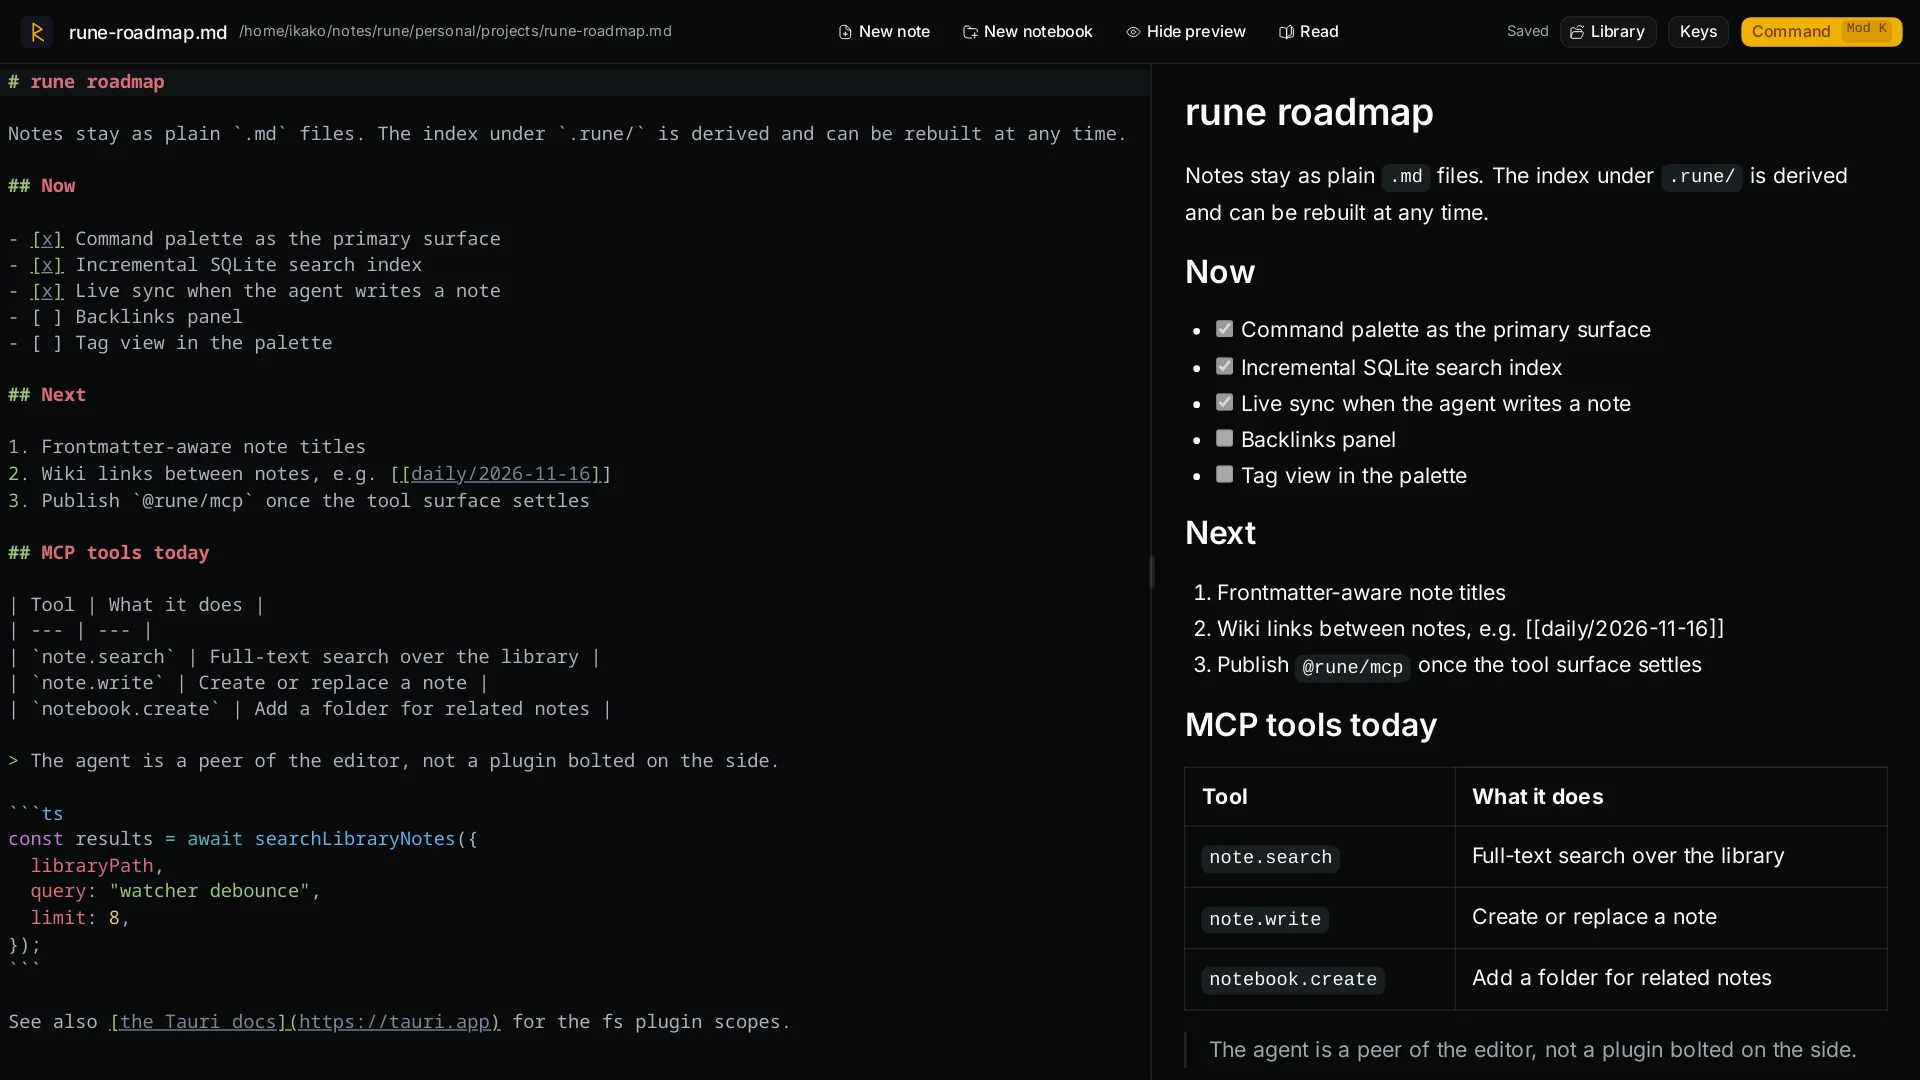 rune-roadmap.md /home/ikako/notes/rune/personal/projects/rune-roadmap.md New note New notebook Hide preview Read Saved Library Keys Command Mod K
# rune roadmap
Notes stay as plain `.md` files. The index under `.rune/` is derived and can be rebuilt at any time.
## Now
- [x] Command palette as the primary surface
- [x] Incremental SQLite search index
- [x] Live sync when the agent writes a note
- [ ] Backlinks panel
- [ ] Tag view in the palette
## Next
1. Frontmatter-aware note titles
2. Wiki links between notes, e.g. [[daily/2026-11-16]]
3. Publish `@rune/mcp` once the tool surface settles
## MCP tools today
| Tool | What it does |
| --- | --- |
| `note.search` | Full-text search over the library |
| `note.write` | Create or replace a note |
| `notebook.create` | Add a folder for related notes |
> The agent is a peer of the editor, not a plugin bolted on the side.
```ts
const results = await searchLibraryNotes({
  libraryPath,
  query: "watcher debounce",
  limit: 8,
});
```
See also [the Tauri docs](https://tauri.app) for the fs plugin scopes.
rune roadmap
Notes stay as plain .md files. The index under .rune/ is derived
and can be rebuilt at any time.
Now
Command palette as the primary surface
Incremental SQLite search index
Live sync when the agent writes a note
Backlinks panel
Tag view in the palette
Next
1. Frontmatter-aware note titles
2. Wiki links between notes, e.g. [[daily/2026-11-16]]
3. Publish @rune/mcp once the tool surface settles
MCP tools today
Tool What it does
note.search Full-text search over the library
note.write Create or replace a note
notebook.create Add a folder for related notes
The agent is a peer of the editor, not a plugin bolted on the side.